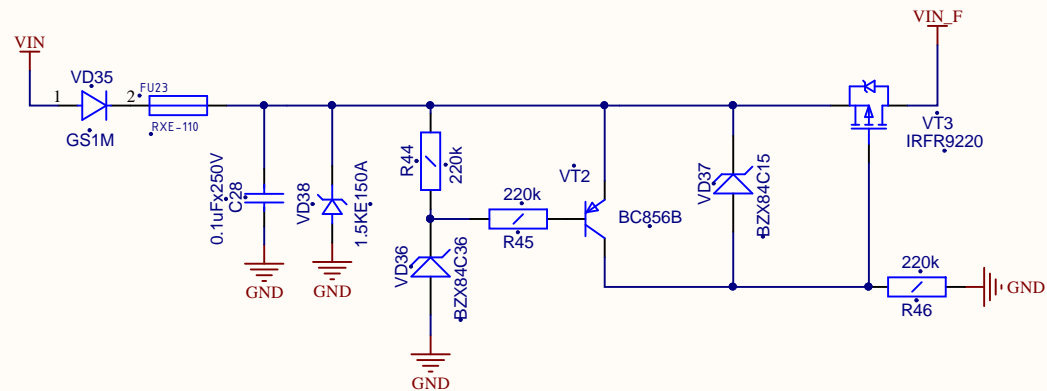 VIN_F
VIN
VD35
1
2
FU23
GS1M
RXE-110
VT3
IRFR9220
0.1uFx250V
C28
VD38
1.5KE150A
R44
220k
VT2
VD37
BZX84C15
220k
R45
BC856B
VD36
BZX84C36
220k
R46
GND
GND
GND
GND